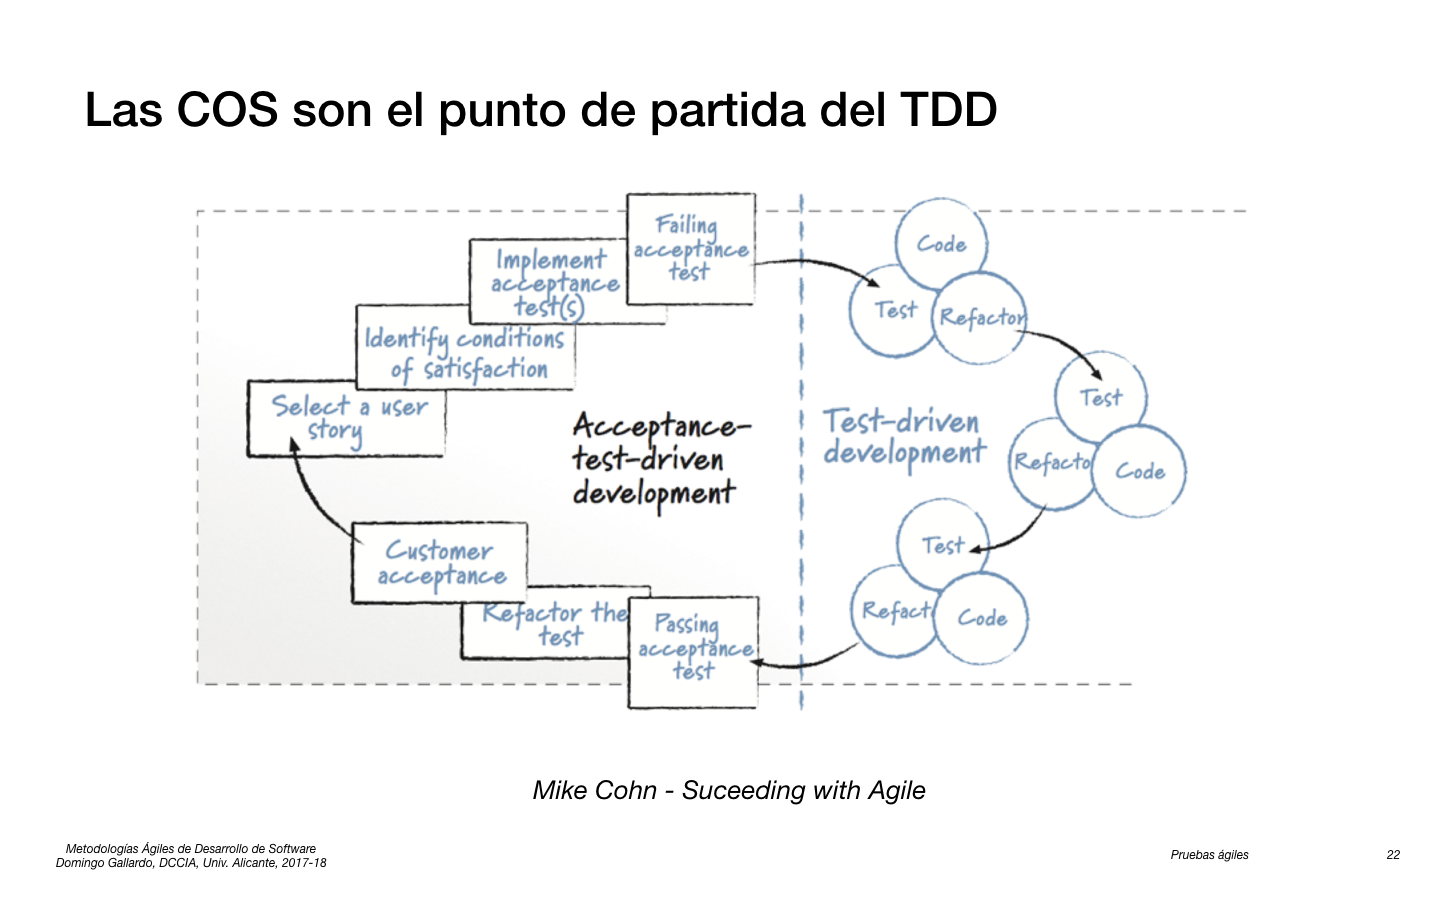 Las COS son el punto de partida del TDD
Failing
acceptance
test
Implement
acceptance
test(s)
Identify conditions
of satisfaction
Select a user
story
Acceptance-
test-driven
development
Customer
acceptance
Refactor the
test
Passing
acceptance
test
Test-driven
development
Code
Test
Refactor
Test
Refacto
Code
Test
Refact
Code
Mike Cohn - Suceeding with Agile
Metodologías Ágiles de Desarrollo de Software
Domingo Gallardo, DCCIA, Univ. Alicante, 2017-18
Pruebas ágiles
22